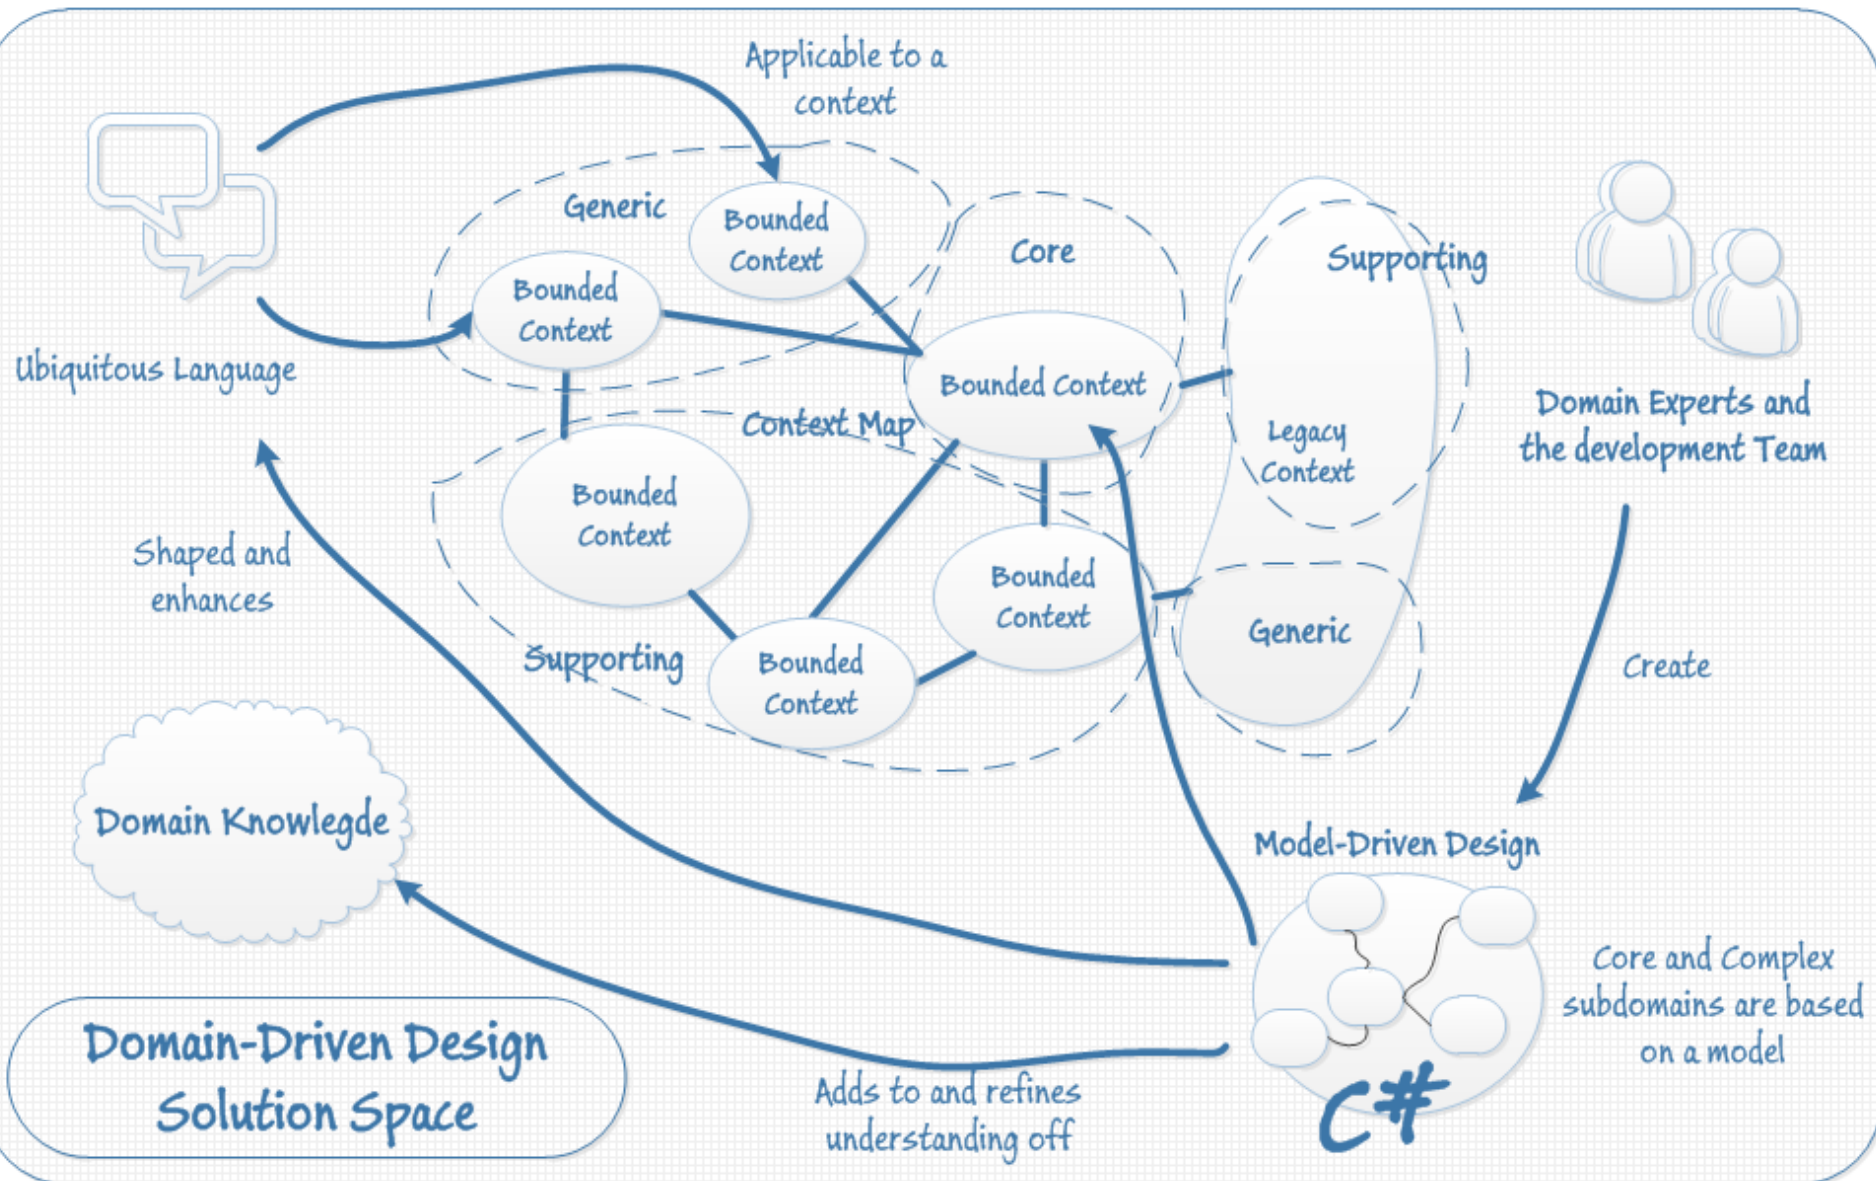 Applicable to a
context
Generic
Bounded
Context
Core
Supporting
Bounded
Context
Ubiquitous Language
Bounded Context
Context Map
Legacy
Context
Domain Experts and
the development Team
Bounded
Context
Shaped and
enhances
Bounded
Context
Generic
Supporting
Bounded
Context
Create
Domain Knowlegde
Model-Driven Design
Core and Complex
subdomains are based
on a model
Domain-Driven Design
Solution Space
Adds to and refines
understanding off
C#